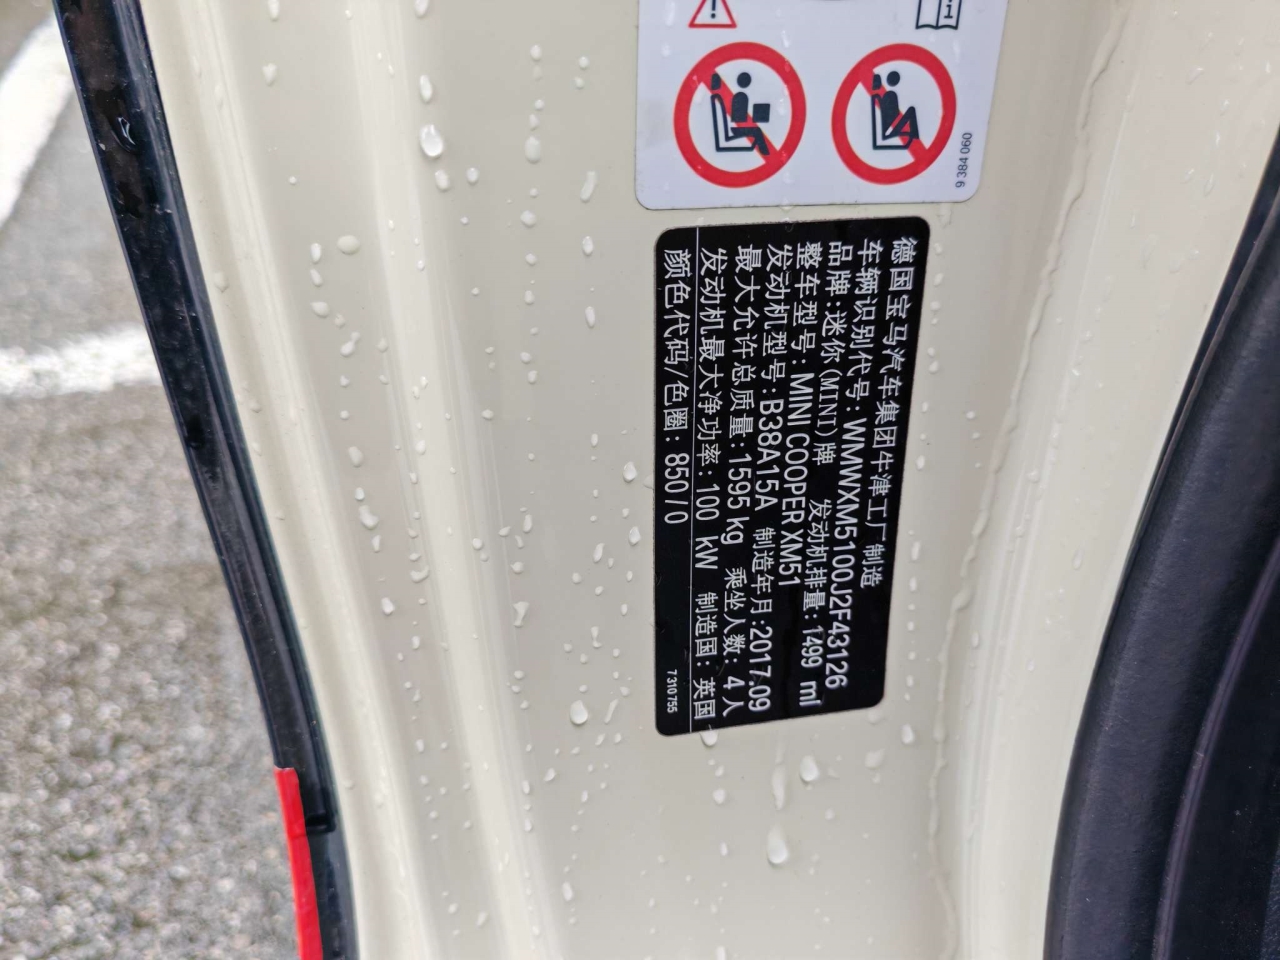 9 384 060
德国宝马汽车集团牛津工厂制造
车辆识别代号:WMWXM5100J2F43126
品牌:迷你(MINI)牌 发动机排量:1499 ml
整车型号:MINI COOPER XM51
发动机型号:B38A15A 制造年月:2017.09
最大允许总质量:1595 kg 乘坐人数:4人
发动机最大净功率:100 kW 制造国:英国
颜色代码/色圈:850/0
7310755